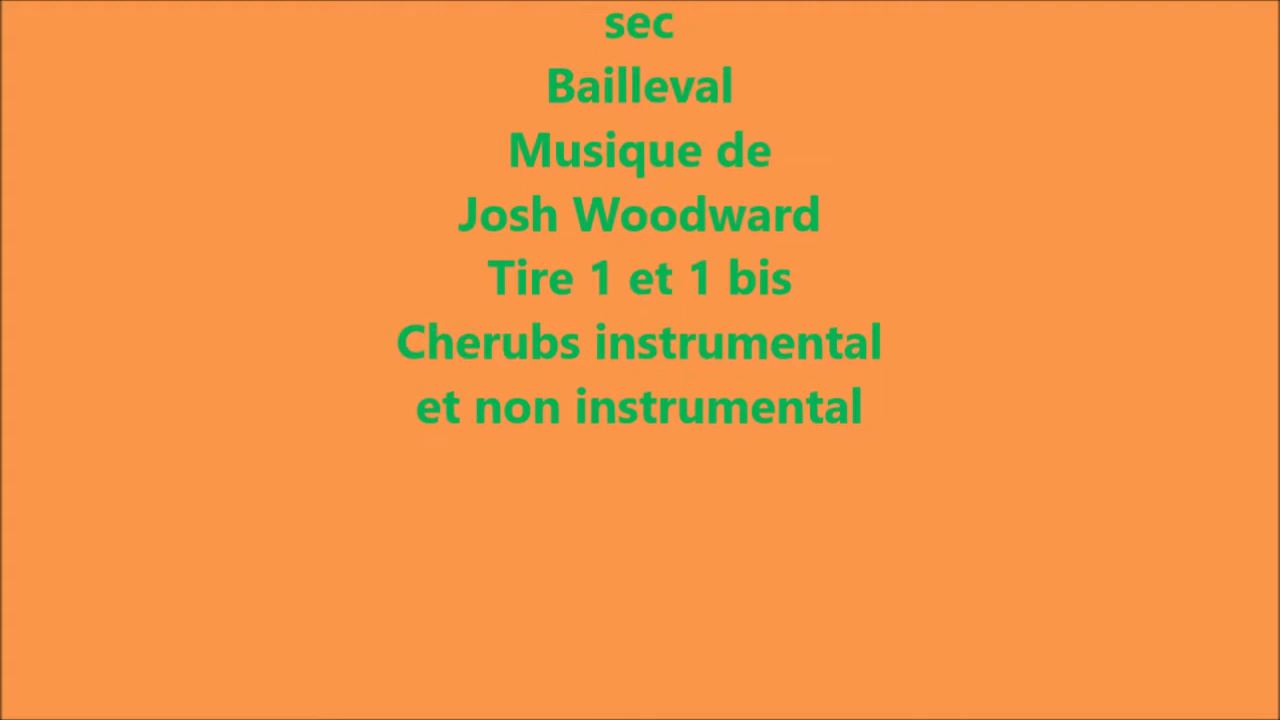 sec
Bailleval
Musique de
Josh Woodward
Tire 1 et 1 bis
Cherubs instrumental
et non instrumental